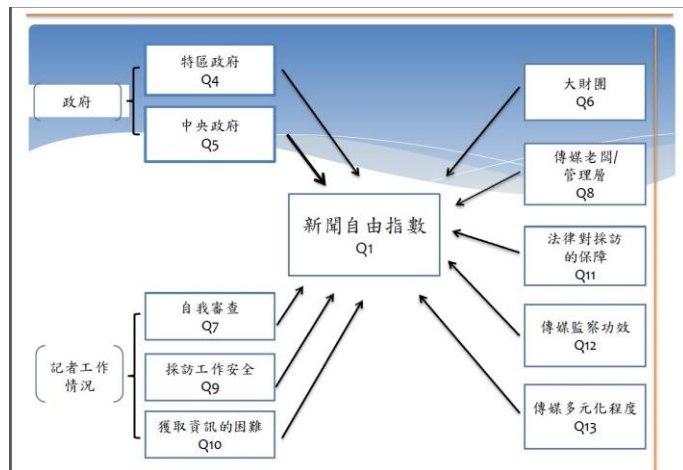 特區政府
Q4
政府
中央政府
Q5
大財團
Q6
傳媒老闆/
管理層
Q8
新聞自由指數
Q1
法律對採訪
的保障
Q11
自我審查
Q7
傳媒監察功效
Q12
記者工作
情況
採訪工作安全
Q9
獲取資訊的困難
Q10
傳媒多元化程度
Q13